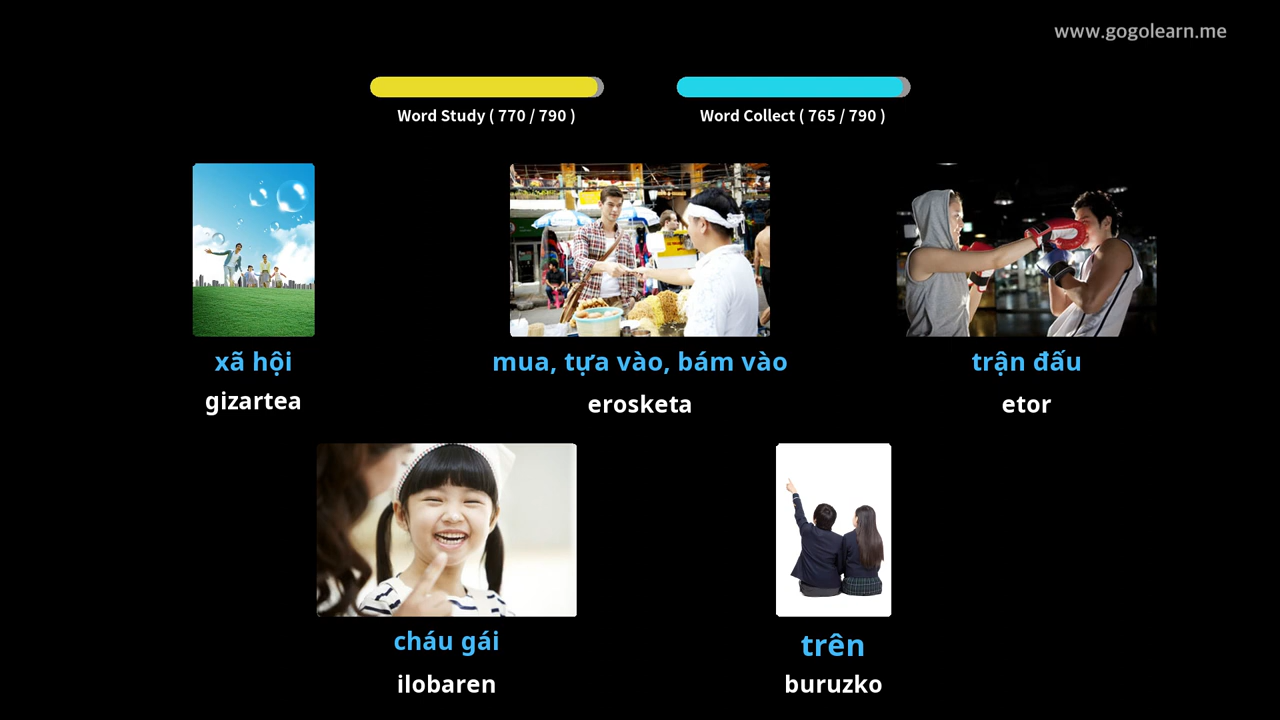 www.gogolearn.me
Word Study ( 770 / 790 )
Word Collect ( 765 / 790 )
xã hội
gizartea
mua, tựa vào, bám vào
erosketa
trận đấu
etor
cháu gái
ilobaren
trên
buruzko